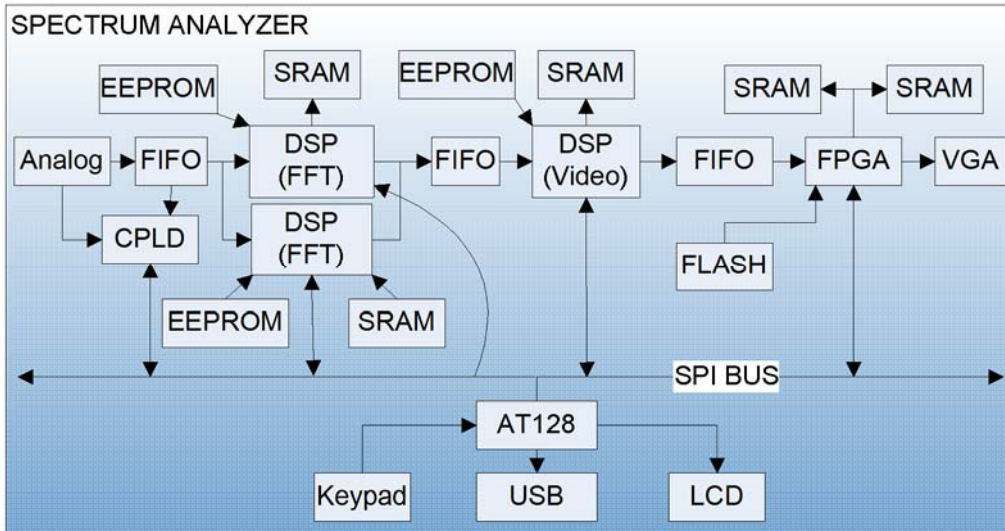 SPECTRUM ANALYZER
EEPROM
SRAM
EEPROM
SRAM
SRAM
SRAM
Analog
FIFO
DSP
(FFT)
FIFO
DSP
(Video)
FIFO
FPGA
VGA
CPLD
DSP
(FFT)
FLASH
EEPROM
SRAM
SPI BUS
AT128
Keypad
USB
LCD